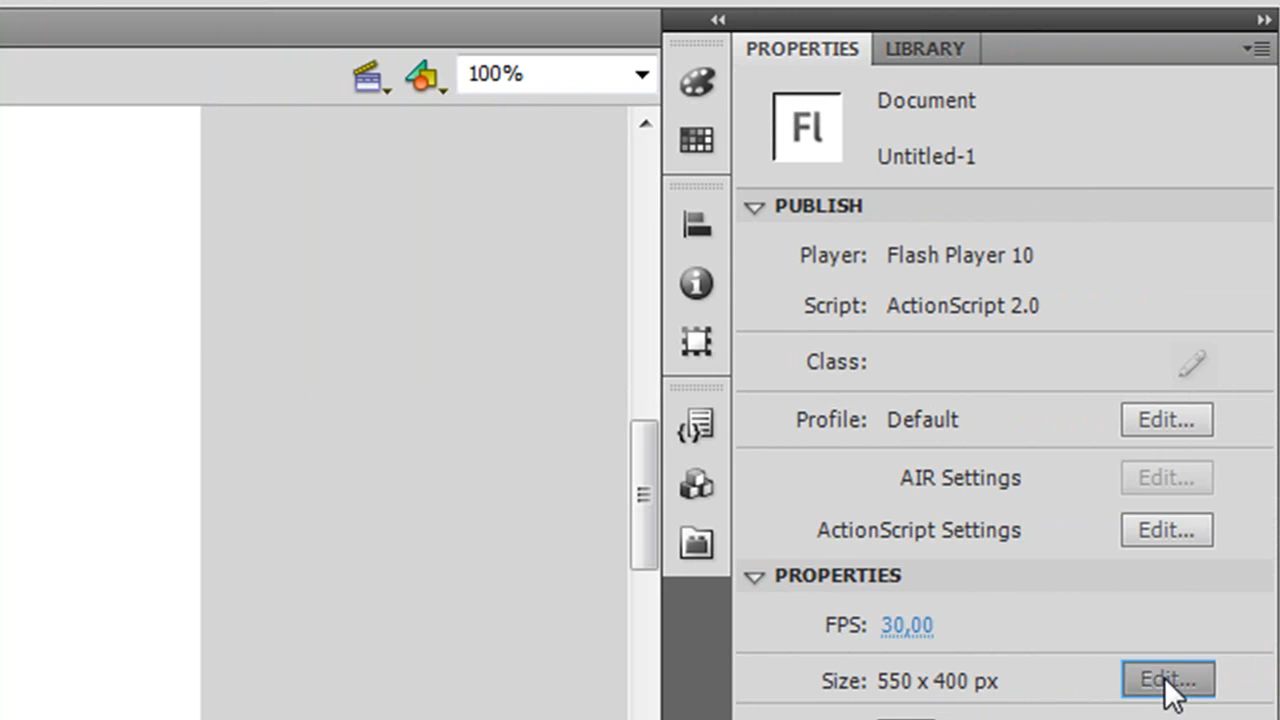 100%
PROPERTIES LIBRARY
Fl
Document
Untitled-1
PUBLISH
Player: Flash Player 10
Script: ActionScript 2.0
Class:
Profile: Default Edit...
AIR Settings Edit...
ActionScript Settings Edit...
PROPERTIES
FPS: 30,00
Size: 550 x 400 px Edit...